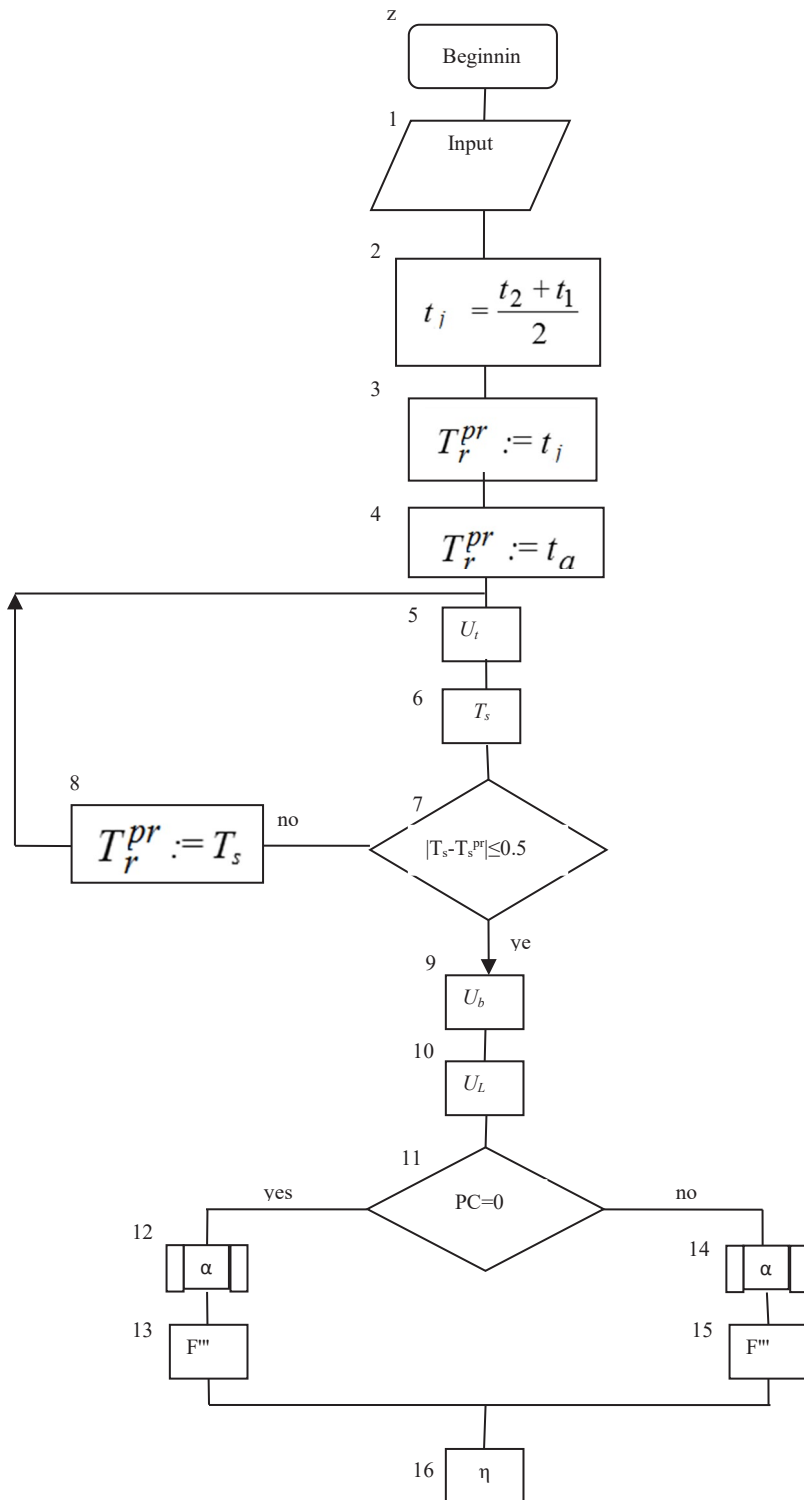 z
Beginnin
1
Input
2
t_j = (t_2 + t_1)/2
3
T_r^pr := t_j
4
T_r^pr := t_a
5
U_t
6
T_s
7
|T_s-T_s^pr|≤0.5
8
T_r^pr := T_s
no
ye
9
U_b
10
U_L
11
PC=0
yes
no
12
α
14
α
13
F'''
15
F'''
16
η